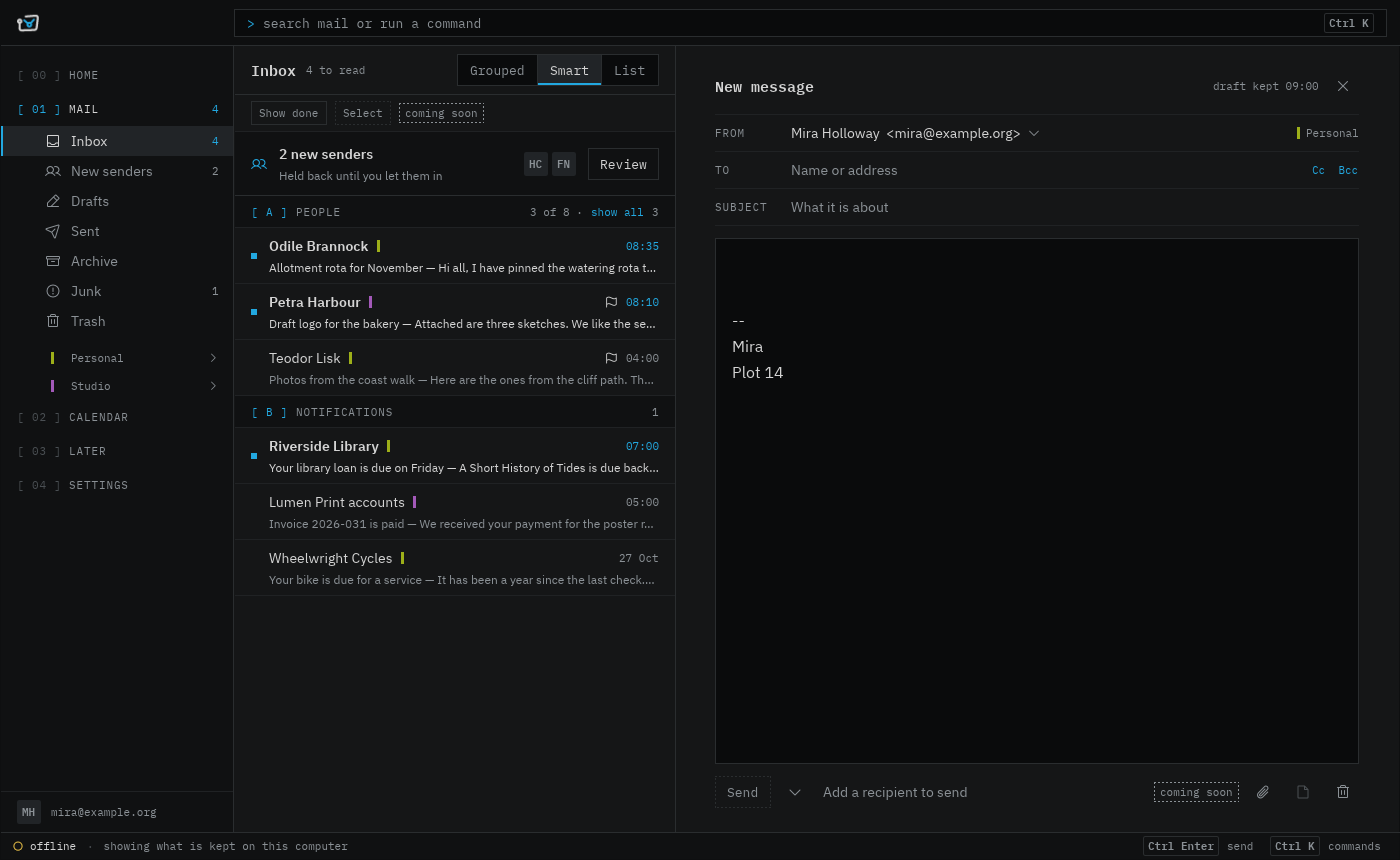 > search mail or run a command Ctrl K
[ 00 ] HOME
[ 01 ] MAIL 4
Inbox 4
New senders 2
Drafts
Sent
Archive
Junk 1
Trash
Personal
Studio
[ 02 ] CALENDAR
[ 03 ] LATER
[ 04 ] SETTINGS
MH mira@example.org
Inbox 4 to read Grouped Smart List
Show done Select coming soon
2 new senders
Held back until you let them in
HC FN Review
[ A ] PEOPLE 3 of 8 · show all 3
Odile Brannock 08:35
Allotment rota for November — Hi all, I have pinned the watering rota t…
Petra Harbour 08:10
Draft logo for the bakery — Attached are three sketches. We like the se…
Teodor Lisk 04:00
Photos from the coast walk — Here are the ones from the cliff path. Th…
[ B ] NOTIFICATIONS 1
Riverside Library 07:00
Your library loan is due on Friday — A Short History of Tides is due back…
Lumen Print accounts 05:00
Invoice 2026-031 is paid — We received your payment for the poster r…
Wheelwright Cycles 27 Oct
Your bike is due for a service — It has been a year since the last check.…
New message draft kept 09:00
FROM Mira Holloway <mira@example.org> Personal
TO Name or address Cc Bcc
SUBJECT What it is about
--
Mira
Plot 14
Send Add a recipient to send coming soon
offline · showing what is kept on this computer Ctrl Enter send Ctrl K commands